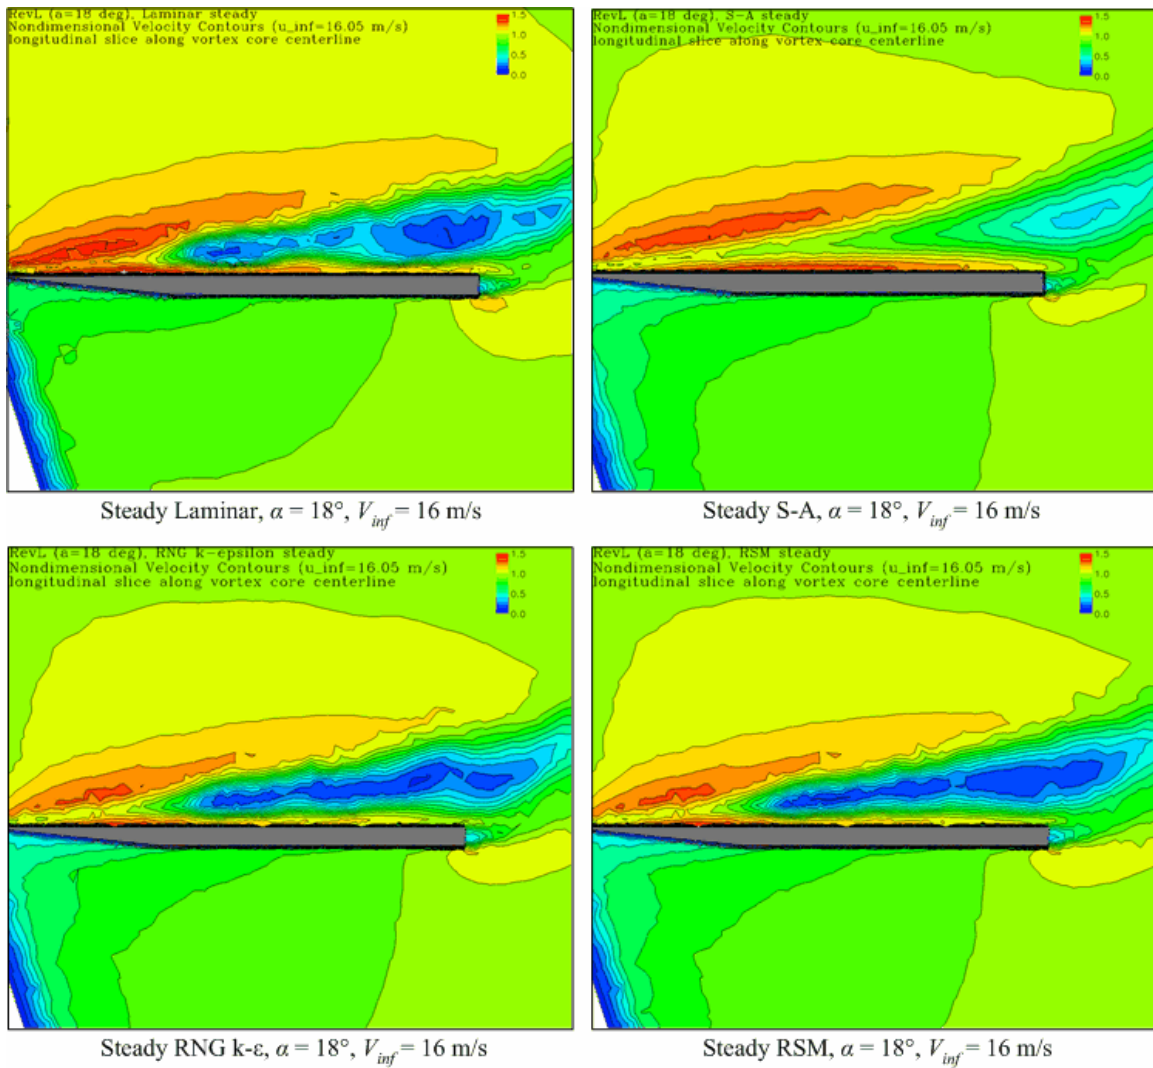 RevL (a=18 deg), Laminar steady
Nondimensional Velocity Contours (u_inf=16.05 m/s)
longitudinal slice along vortex core centerline
1.5
1.0
0.5
0.0
RevL (a=18 deg), S-A steady
Nondimensional Velocity Contours (u_inf=16.05 m/s)
longitudinal slice along vortex core centerline
1.5
1.0
0.5
0.0
Steady Laminar, α = 18°, V_inf = 16 m/s
Steady S-A, α = 18°, V_inf = 16 m/s
RevL (a=18 deg), RNG k-epsilon steady
Nondimensional Velocity Contours (u_inf=16.05 m/s)
longitudinal slice along vortex core centerline
1.5
1.0
0.5
0.0
RevL (a=18 deg), RSM steady
Nondimensional Velocity Contours (u_inf=16.05 m/s)
longitudinal slice along vortex core centerline
1.5
1.0
0.5
0.0
Steady RNG k-ε, α = 18°, V_inf = 16 m/s
Steady RSM, α = 18°, V_inf = 16 m/s